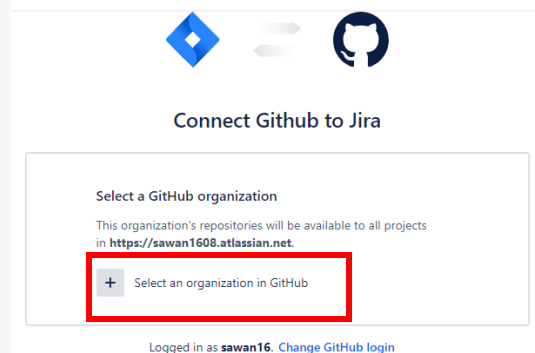 Connect Github to Jira
Select a GitHub organization
This organization's repositories will be available to all projects
in https://sawan1608.atlassian.net.
+ Select an organization in GitHub
Logged in as sawan16. Change GitHub login